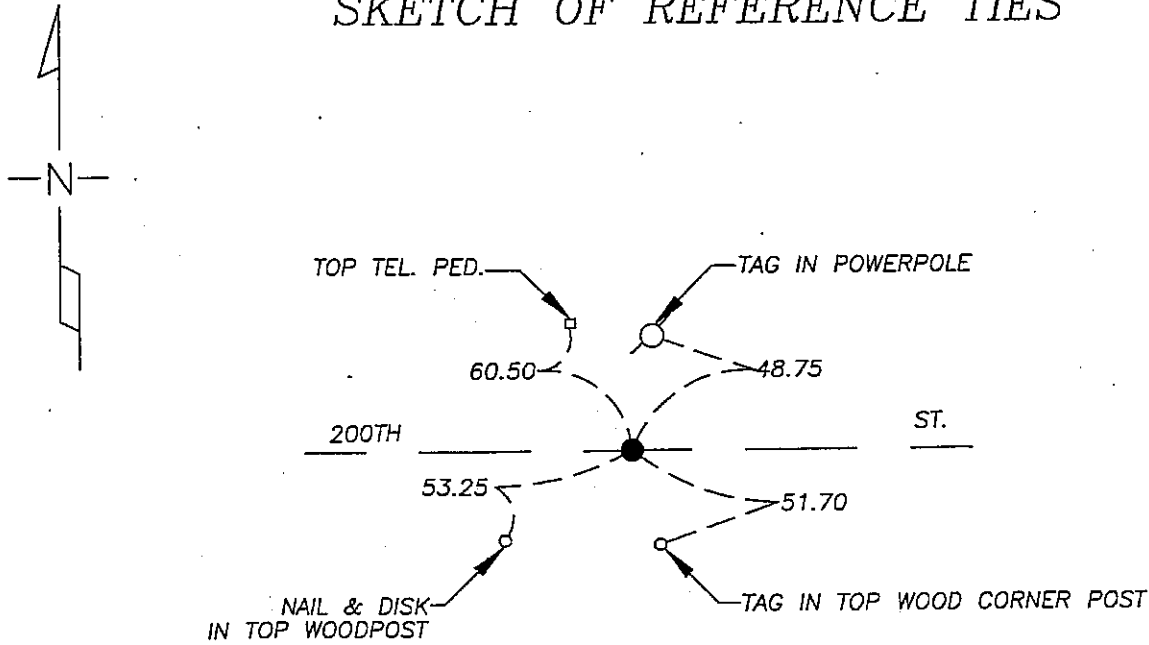 SKETCH OF REFERENCE TIES
N
TOP TEL. PED.
TAG IN POWERPOLE
60.50
48.75
200TH
ST.
53.25
51.70
NAIL & DISK
IN TOP WOODPOST
TAG IN TOP WOOD CORNER POST